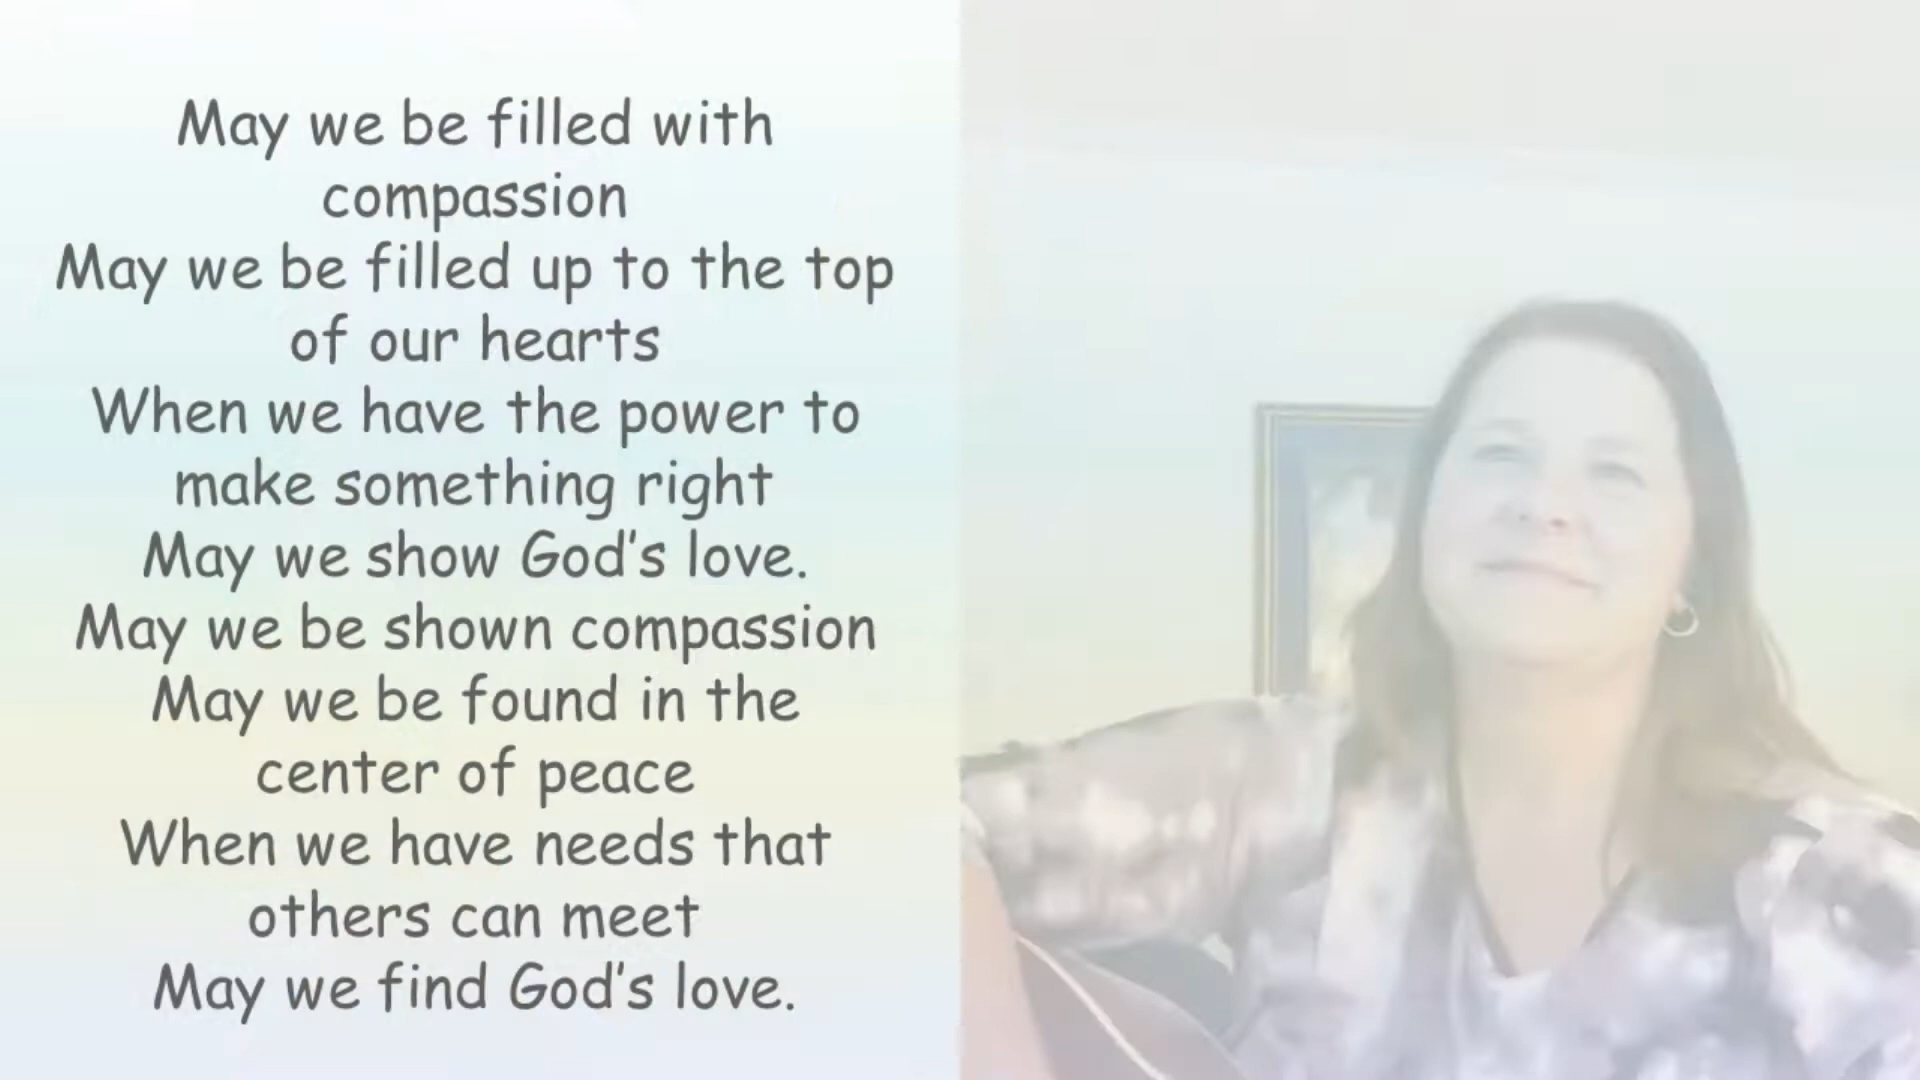 May we be filled with
compassion
May we be filled up to the top
of our hearts
When we have the power to
make something right
May we show God's love.
May we be shown compassion
May we be found in the
center of peace
When we have needs that
others can meet
May we find God's love.